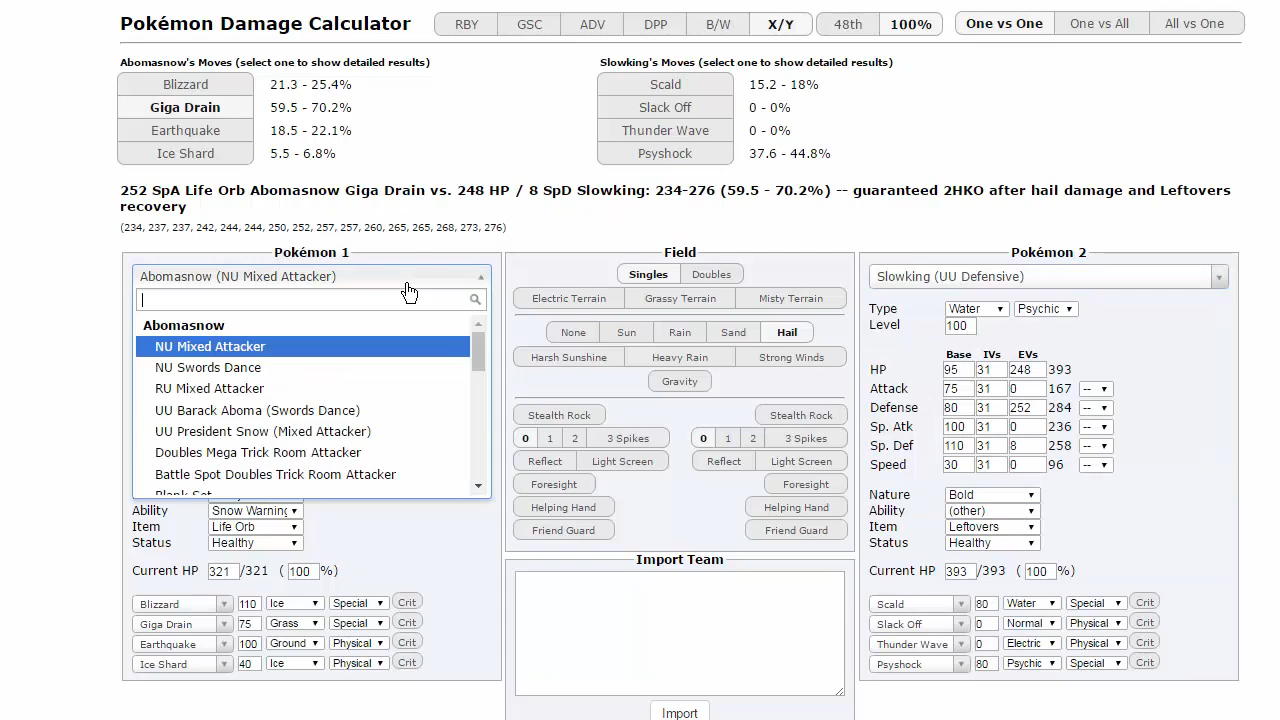 Pokémon Damage Calculator RBY GSC ADV DPP B/W X/Y 48th 100% One vs One One vs All All vs One
Abomasnow's Moves (select one to show detailed results) Slowking's Moves (select one to show detailed results)
Blizzard 21.3 - 25.4% Scald 15.2 - 18%
Giga Drain 59.5 - 70.2% Slack Off 0 - 0%
Earthquake 18.5 - 22.1% Thunder Wave 0 - 0%
Ice Shard 5.5 - 6.8% Psyshock 37.6 - 44.8%
252 SpA Life Orb Abomasnow Giga Drain vs. 248 HP / 8 SpD Slowking: 234-276 (59.5 - 70.2%) -- guaranteed 2HKO after hail damage and Leftovers
recovery
(234, 237, 237, 242, 244, 244, 250, 252, 257, 257, 260, 265, 265, 268, 273, 276)
Pokémon 1
Abomasnow (NU Mixed Attacker)
Abomasnow
NU Mixed Attacker
NU Swords Dance
RU Mixed Attacker
UU Barack Aboma (Swords Dance)
UU President Snow (Mixed Attacker)
Doubles Mega Trick Room Attacker
Battle Spot Doubles Trick Room Attacker
Blank Set
Ability Snow Warning
Item Life Orb
Status Healthy
Current HP 321 /321 ( 100 %)
Blizzard 110 Ice Special Crit
Giga Drain 75 Grass Special Crit
Earthquake 100 Ground Physical Crit
Ice Shard 40 Ice Physical Crit
Field
Singles Doubles
Electric Terrain Grassy Terrain Misty Terrain
None Sun Rain Sand Hail
Harsh Sunshine Heavy Rain Strong Winds
Gravity
Stealth Rock Stealth Rock
0 1 2 3 Spikes 0 1 2 3 Spikes
Reflect Light Screen Reflect Light Screen
Foresight Foresight
Helping Hand Helping Hand
Friend Guard Friend Guard
Import Team
Import
Pokémon 2
Slowking (UU Defensive)
Type Water Psychic
Level 100
Base IVs EVs
HP 95 31 248 393
Attack 75 31 0 167 --
Defense 80 31 252 284 --
Sp. Atk 100 31 0 236 --
Sp. Def 110 31 8 258 --
Speed 30 31 0 96 --
Nature Bold
Ability (other)
Item Leftovers
Status Healthy
Current HP 393 /393 ( 100 %)
Scald 80 Water Special Crit
Slack Off 0 Normal Physical Crit
Thunder Wave 0 Electric Physical Crit
Psyshock 80 Psychic Special Crit